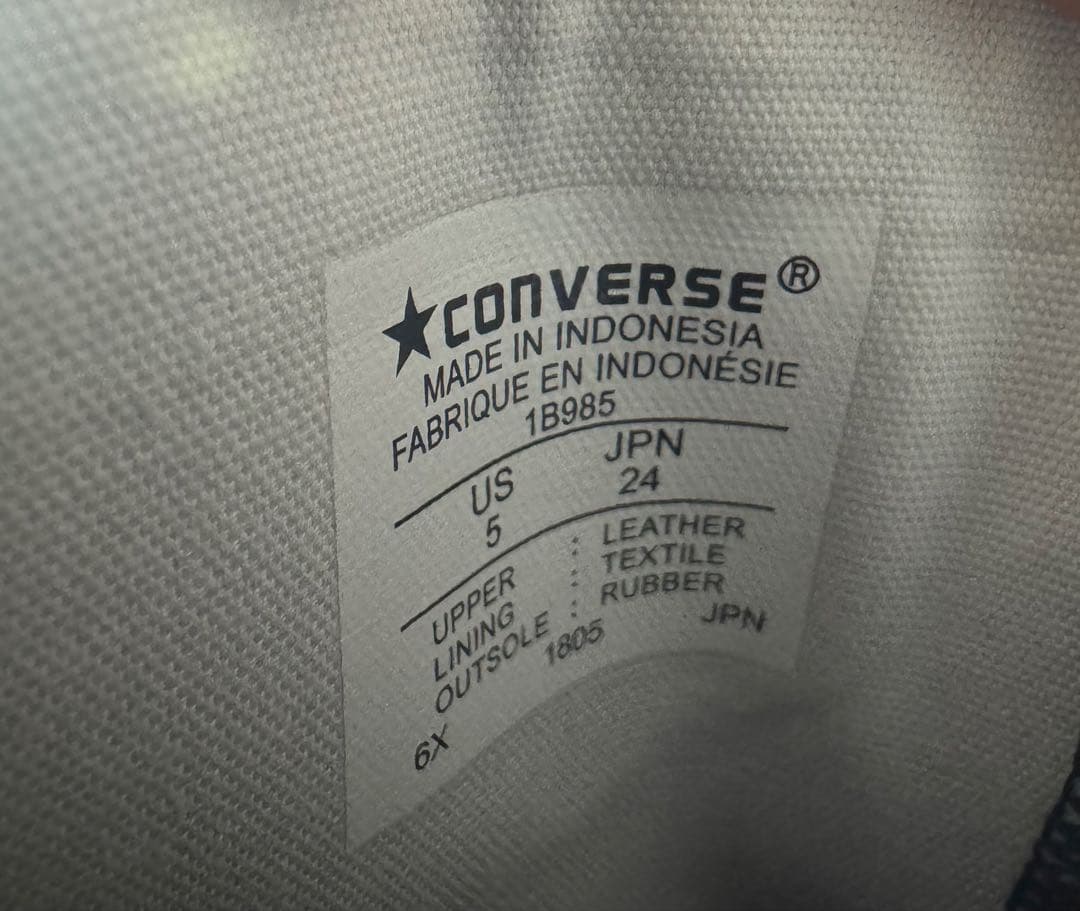 ★CONVERSE®
MADE IN INDONESIA
FABRIQUE EN INDONÉSIE
1B985
US JPN
5 24
UPPER : LEATHER
LINING : TEXTILE
OUTSOLE : RUBBER
6X 1805 JPN